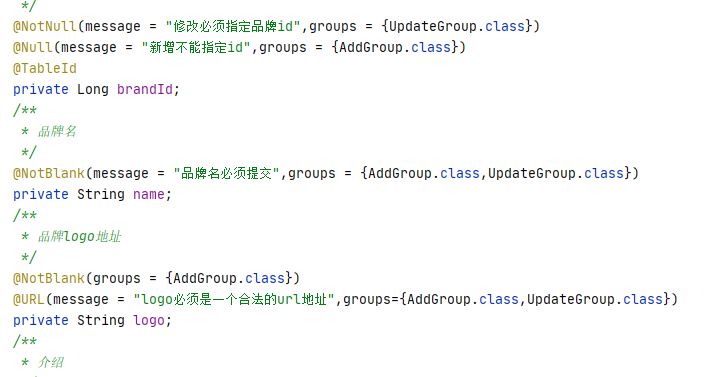 */
@NotNull(message = "修改必须指定品牌id",groups = {UpdateGroup.class})
@Null(message = "新增不能指定id",groups = {AddGroup.class})
@TableId
private Long brandId;
/**
* 品牌名
*/
@NotBlank(message = "品牌名必须提交",groups = {AddGroup.class,UpdateGroup.class})
private String name;
/**
* 品牌logo地址
*/
@NotBlank(groups = {AddGroup.class})
@URL(message = "logo必须是一个合法的url地址",groups={AddGroup.class,UpdateGroup.class})
private String logo;
/**
* 介绍